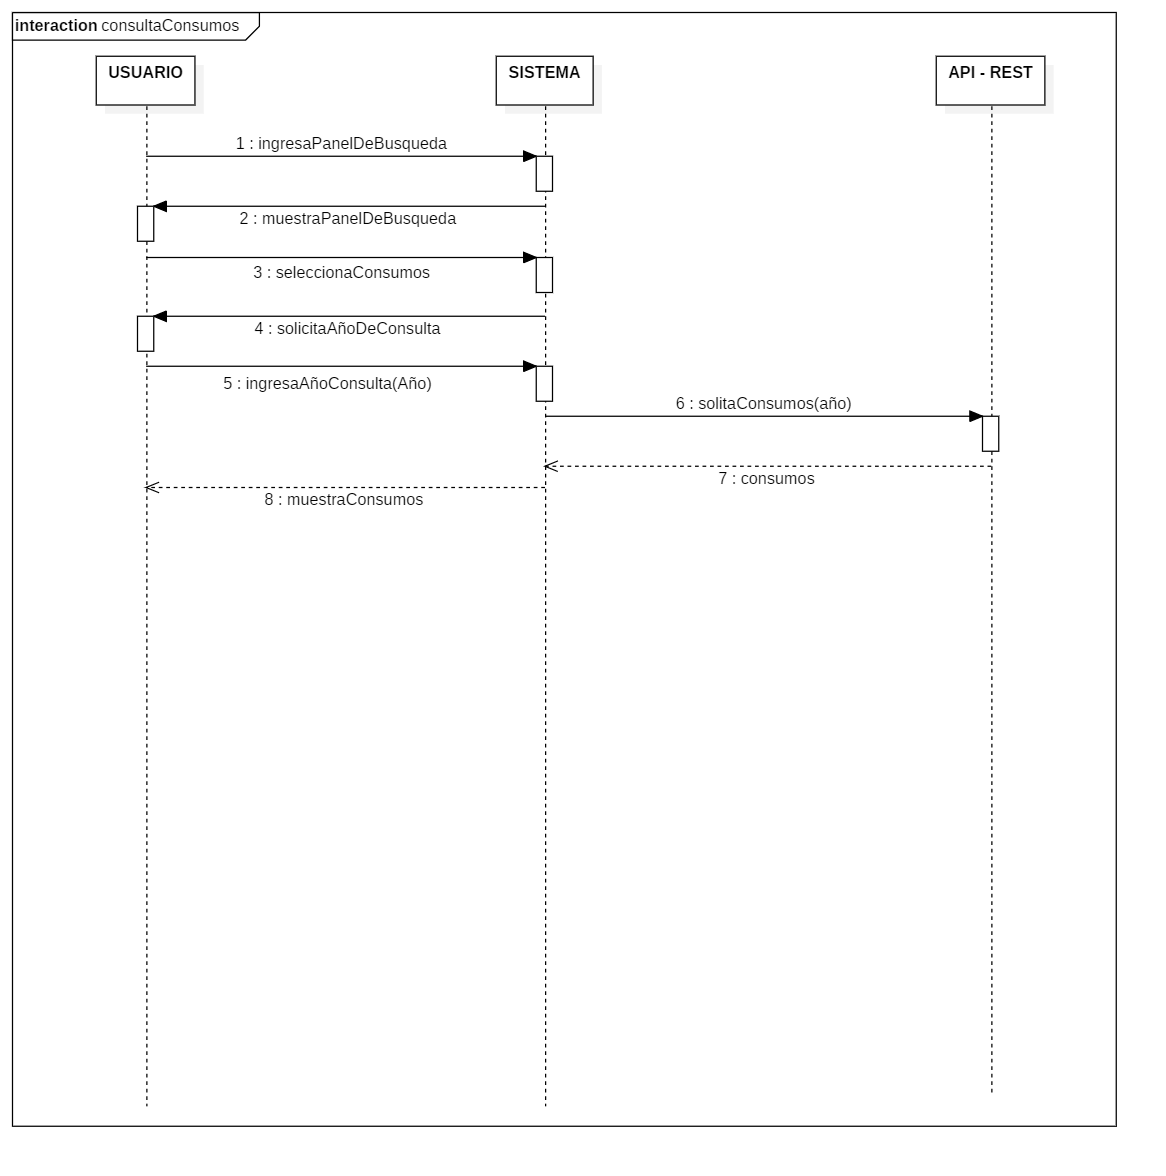 interaction consultaConsumos
USUARIO
SISTEMA
API - REST
1 : ingresaPanelDeBusqueda
2 : muestraPanelDeBusqueda
3 : seleccionaConsumos
4 : solicitaAñoDeConsulta
5 : ingresaAñoConsulta(Año)
6 : solitaConsumos(año)
7 : consumos
8 : muestraConsumos